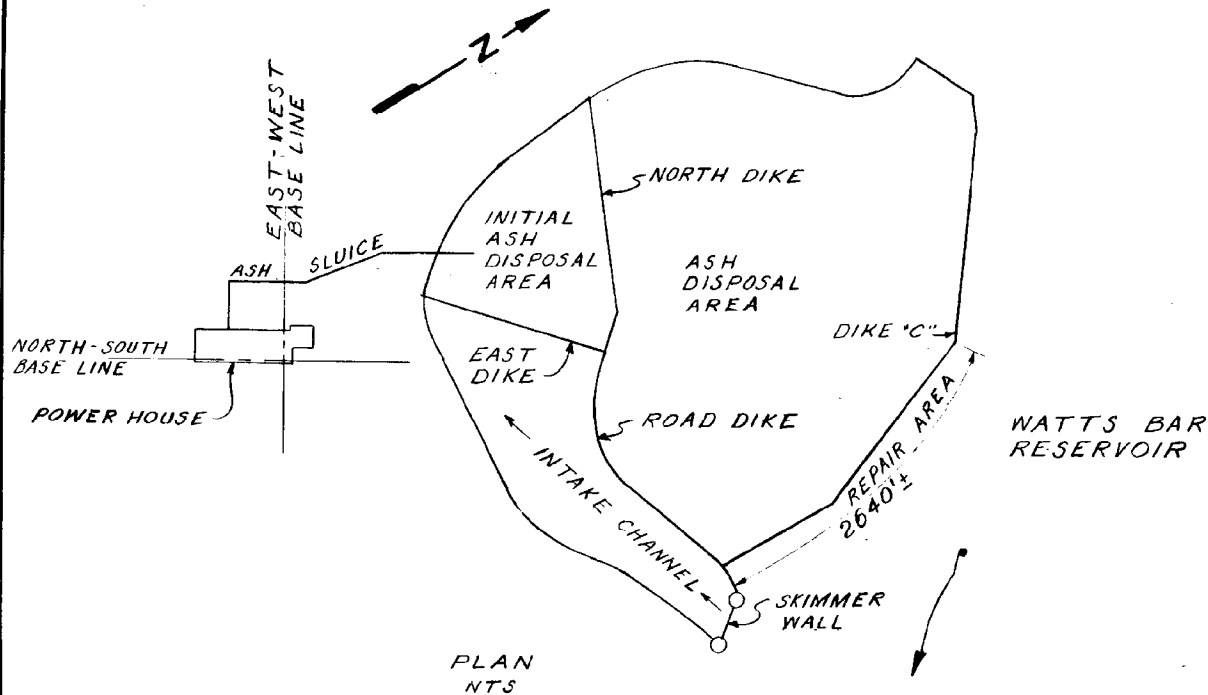 N
EAST-WEST
BASE LINE
NORTH DIKE
INITIAL
ASH
DISPOSAL
AREA
ASH SLUICE
ASH
DISPOSAL
AREA
DIKE "C"
NORTH-SOUTH
BASE LINE
EAST
DIKE
POWER HOUSE
ROAD DIKE
REPAIR AREA
2640'±
WATTS BAR
RESERVOIR
INTAKE CHANNEL
SKIMMER
WALL
PLAN
NTS